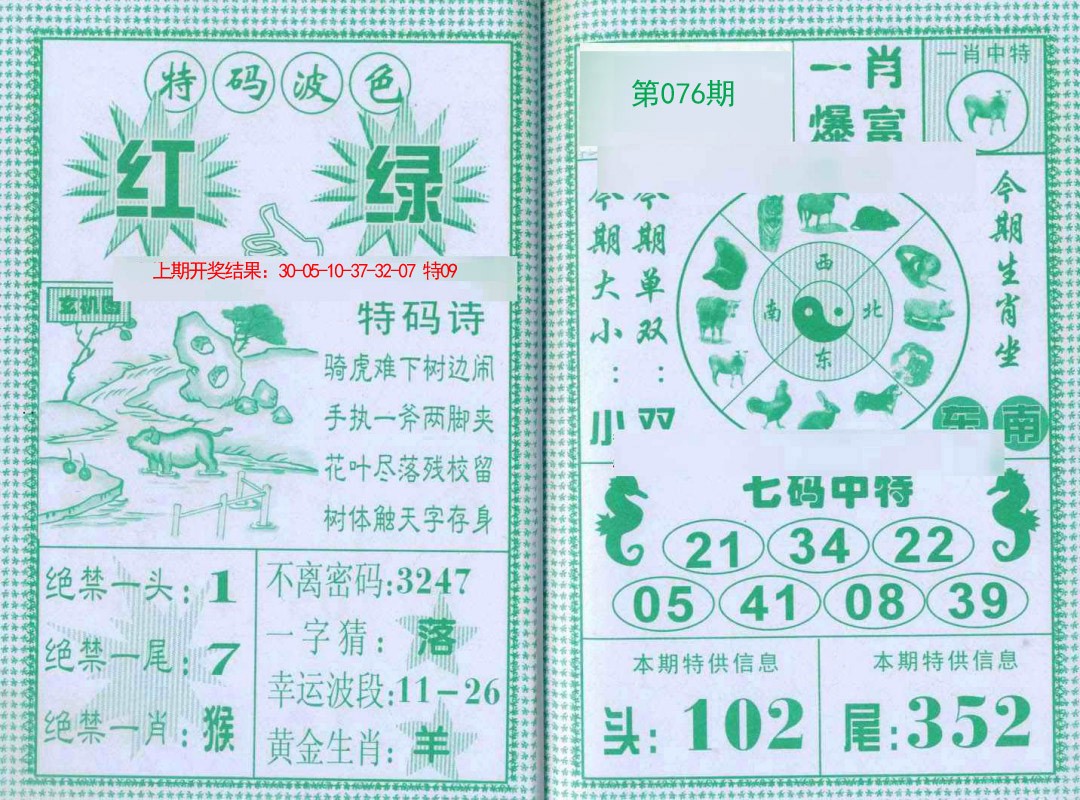 特码波色
红 绿
上期开奖结果：30-05-10-37-32-07 特09
玄机图
特码诗
骑虎难下树边闹
手执一斧两脚夹
花叶尽落残校留
树体触天字存身
绝禁一头：1
绝禁一尾：7
绝禁一肖：猴
不离密码:3247
一字猜：落
幸运波段:11-26
黄金生肖：羊
第076期
一肖
爆富
一肖中特
今期大小：小
今期单双：双
西
南
北
东
今期生肖坐
东南
七码中特
21 34 22
05 41 08 39
本期特供信息
头：102
本期特供信息
尾：352